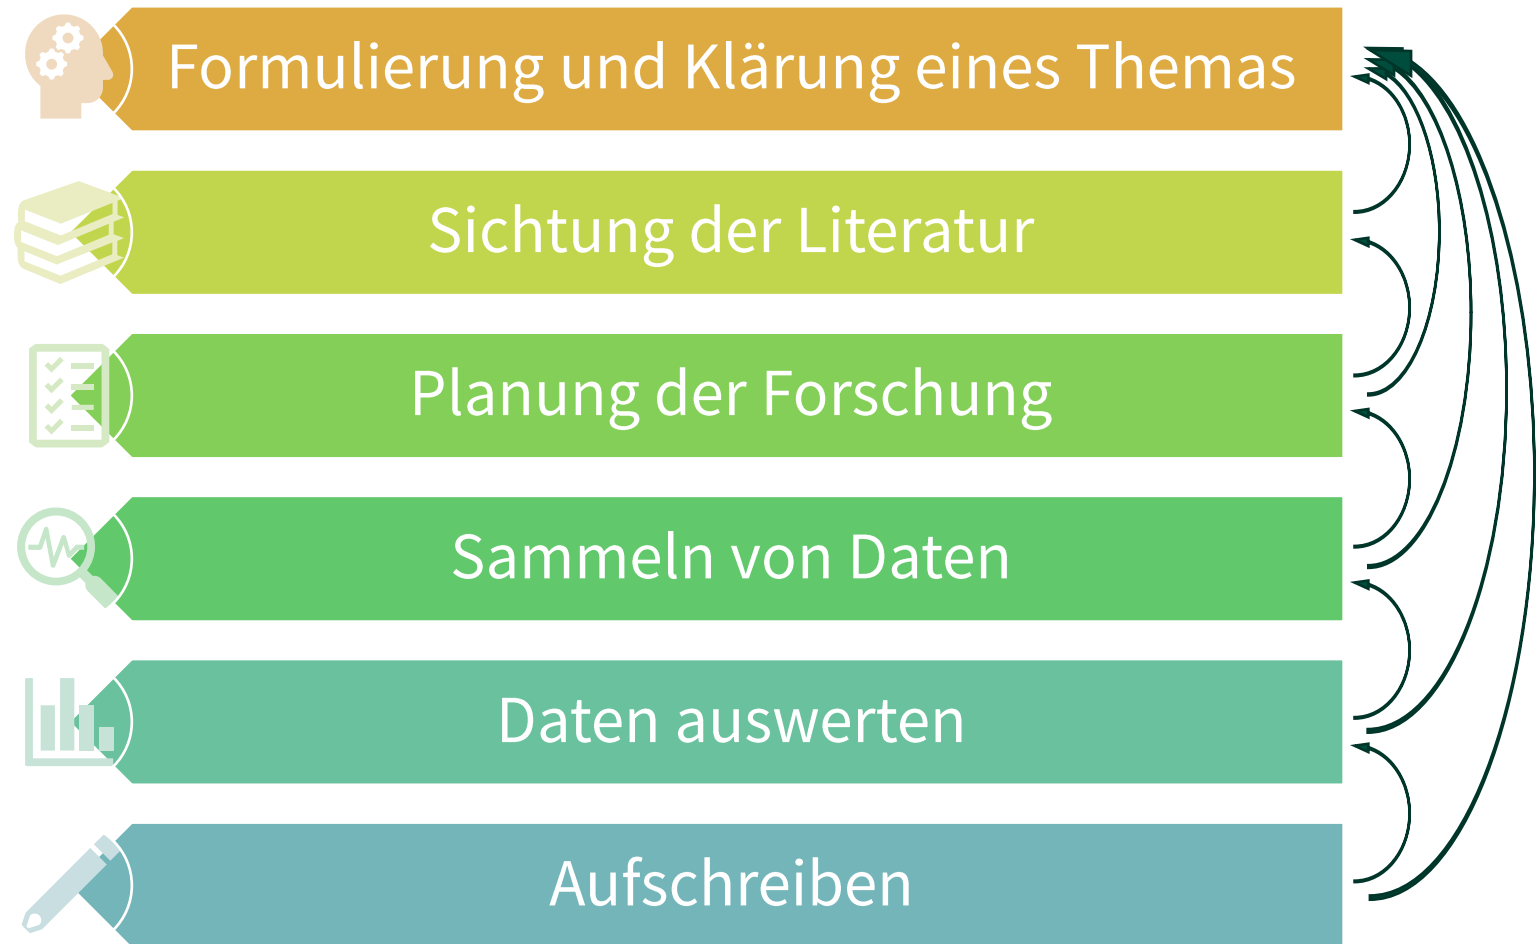 Formulierung und Klärung eines Themas
Sichtung der Literatur
Planung der Forschung
Sammeln von Daten
Daten auswerten
Aufschreiben